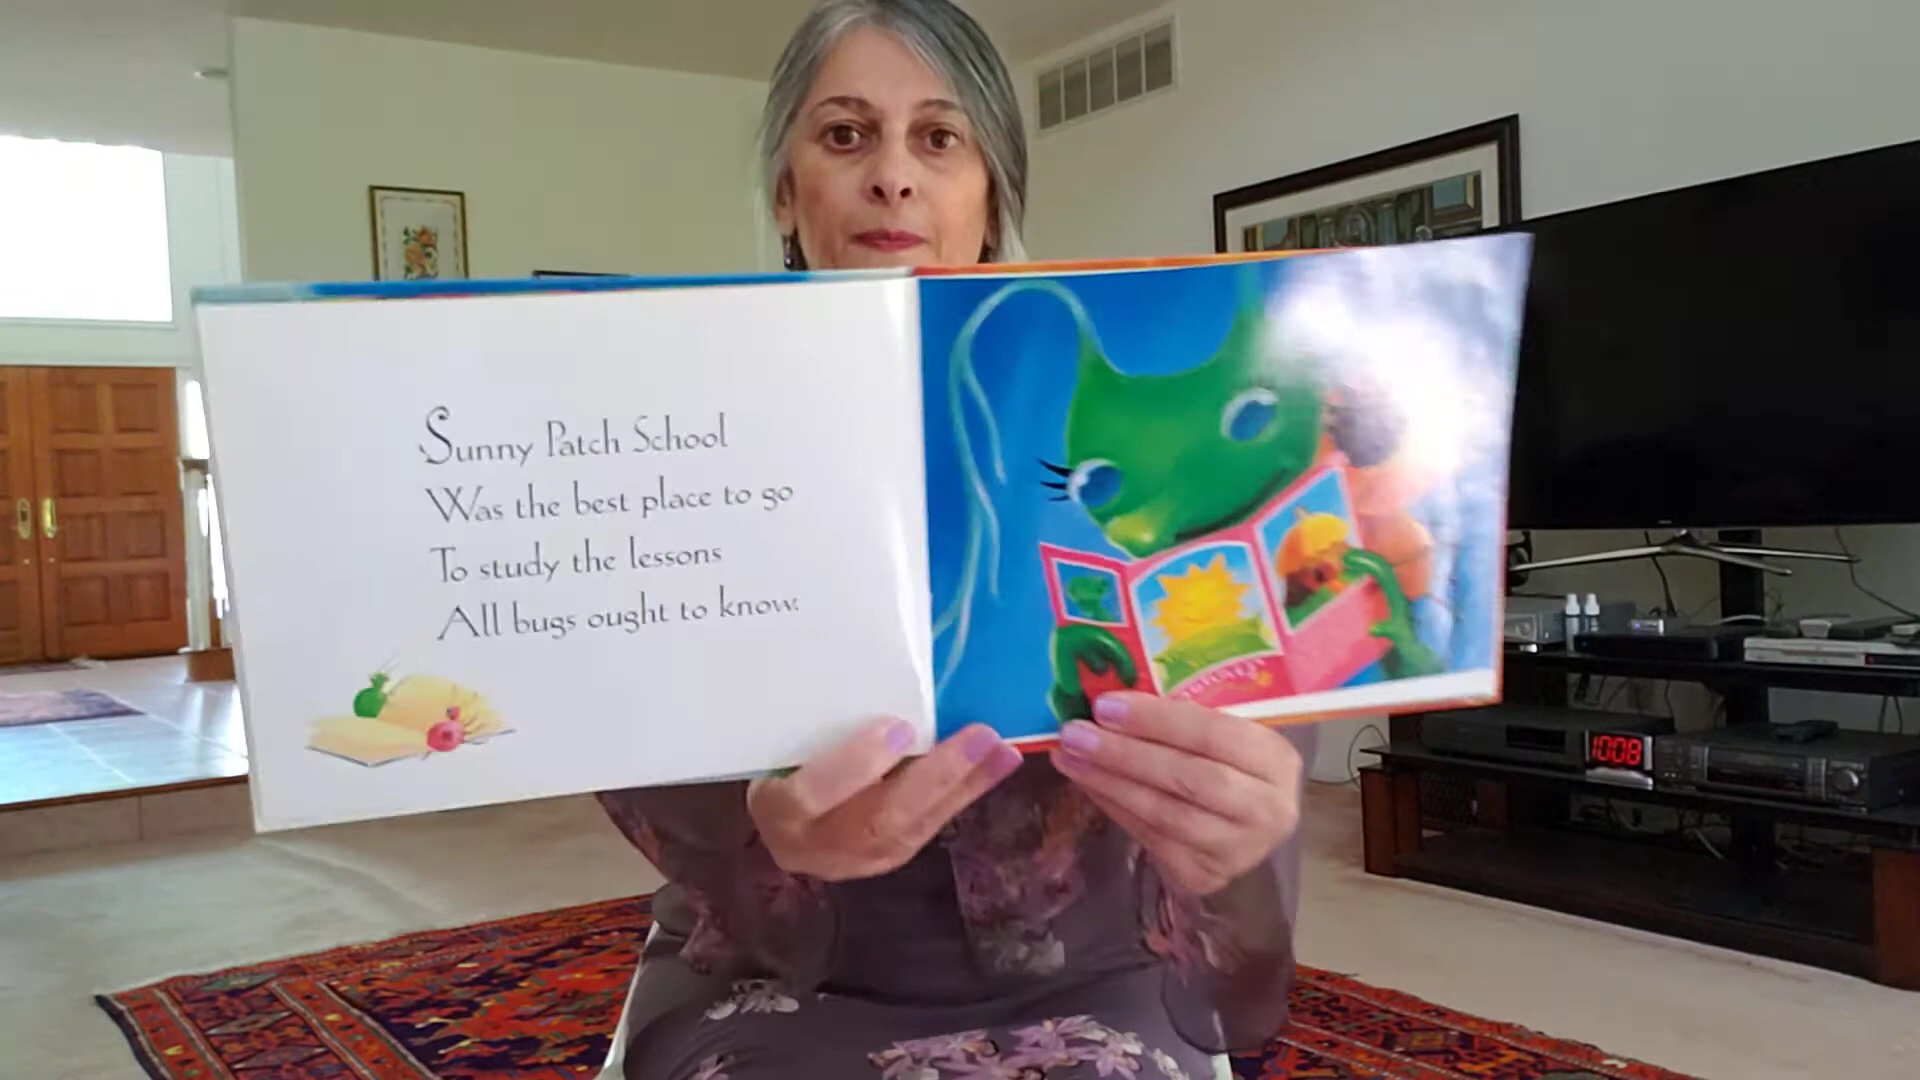 Sunny Patch School
Was the best place to go
To study the lessons
All bugs ought to know:
1008